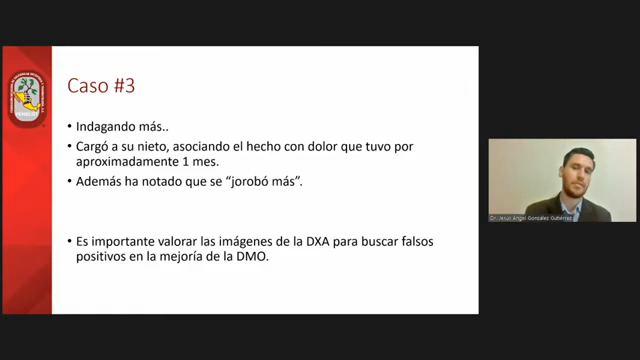 Caso #3
• Indagando más..
• Cargó a su nieto, asociando el hecho con dolor que tuvo por
aproximadamente 1 mes.
• Además ha notado que se “jorobó más”.
• Es importante valorar las imágenes de la DXA para buscar falsos
positivos en la mejoría de la DMO.
Dr. Jesús Ángel González Gutiérrez